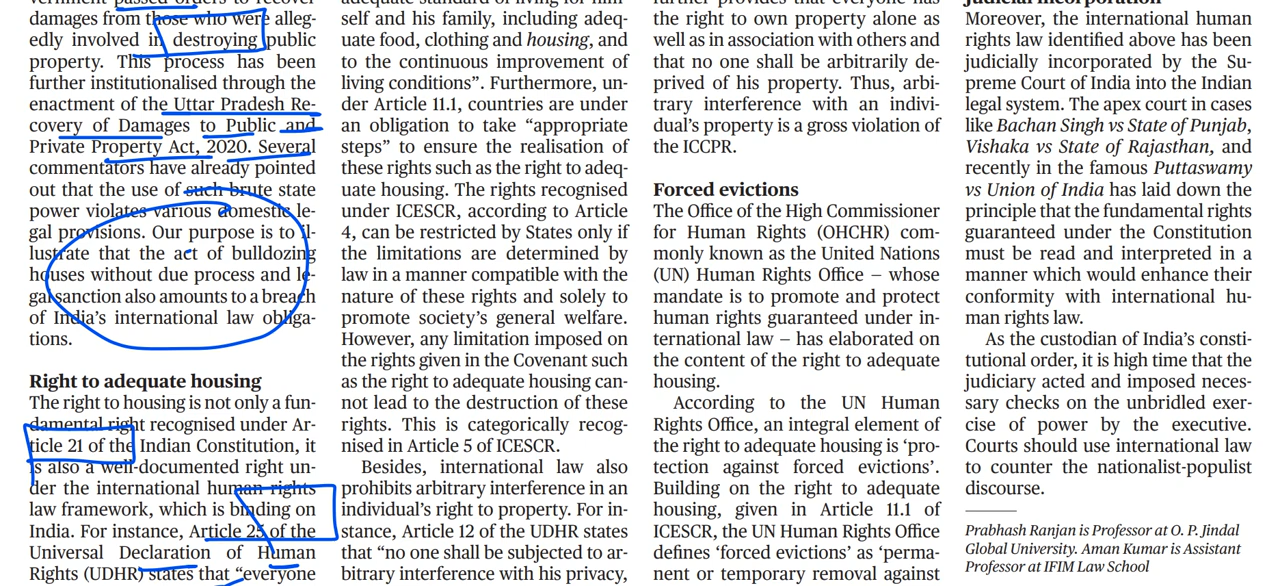 vernment passed orders to recover
damages from those who were alleg-
edly involved in destroying public
property. This process has been
further institutionalised through the
enactment of the Uttar Pradesh Re-
covery of Damages to Public and
Private Property Act, 2020. Several
commentators have already pointed
out that the use of such brute state
power violates various domestic le-
gal provisions. Our purpose is to il-
lustrate that the act of bulldozing
houses without due process and le-
gal sanction also amounts to a breach
of India's international law obliga-
tions.
Right to adequate housing
The right to housing is not only a fun-
damental right recognised under Ar-
ticle 21 of the Indian Constitution, it
is also a well-documented right un-
der the international human rights
law framework, which is binding on
India. For instance, Article 25 of the
Universal Declaration of Human
Rights (UDHR) states that “everyone
adequate standard of living for him-
self and his family, including adeq-
uate food, clothing and housing, and
to the continuous improvement of
living conditions”. Furthermore, un-
der Article 11.1, countries are under
an obligation to take “appropriate
steps” to ensure the realisation of
these rights such as the right to adeq-
uate housing. The rights recognised
under ICESCR, according to Article
4, can be restricted by States only if
the limitations are determined by
law in a manner compatible with the
nature of these rights and solely to
promote society's general welfare.
However, any limitation imposed on
the rights given in the Covenant such
as the right to adequate housing can-
not lead to the destruction of these
rights. This is categorically recog-
nised in Article 5 of ICESCR.
Besides, international law also
prohibits arbitrary interference in an
individual's right to property. For in-
stance, Article 12 of the UDHR states
that “no one shall be subjected to ar-
bitrary interference with his privacy,
further provides that everyone has
the right to own property alone as
well as in association with others and
that no one shall be arbitrarily de-
prived of his property. Thus, arbi-
trary interference with an indivi-
dual's property is a gross violation of
the ICCPR.
Forced evictions
The Office of the High Commissioner
for Human Rights (OHCHR) com-
monly known as the United Nations
(UN) Human Rights Office – whose
mandate is to promote and protect
human rights guaranteed under in-
ternational law – has elaborated on
the content of the right to adequate
housing.
According to the UN Human
Rights Office, an integral element of
the right to adequate housing is ‘pro-
tection against forced evictions’.
Building on the right to adequate
housing, given in Article 11.1 of
ICESCR, the UN Human Rights Office
defines ‘forced evictions’ as ‘perma-
nent or temporary removal against
Judicial incorporation
Moreover, the international human
rights law identified above has been
judicially incorporated by the Su-
preme Court of India into the Indian
legal system. The apex court in cases
like Bachan Singh vs State of Punjab,
Vishaka vs State of Rajasthan, and
recently in the famous Puttaswamy
vs Union of India has laid down the
principle that the fundamental rights
guaranteed under the Constitution
must be read and interpreted in a
manner which would enhance their
conformity with international hu-
man rights law.
As the custodian of India's consti-
tutional order, it is high time that the
judiciary acted and imposed neces-
sary checks on the unbridled exer-
cise of power by the executive.
Courts should use international law
to counter the nationalist-populist
discourse.
Prabhash Ranjan is Professor at O. P. Jindal
Global University. Aman Kumar is Assistant
Professor at IFIM Law School